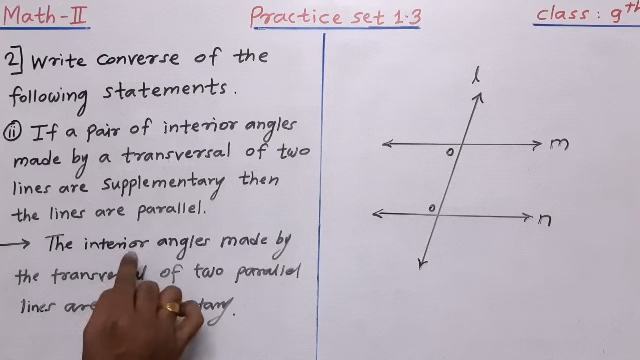 Math-II Practice set 1.3 class: 9th
2] Write converse of the
following statements.
(ii) If a pair of interior angles
made by a transversal of two
lines are supplementary then
the lines are parallel.
→ The interior angles made by
the of two parallel
lines are
l
m
n